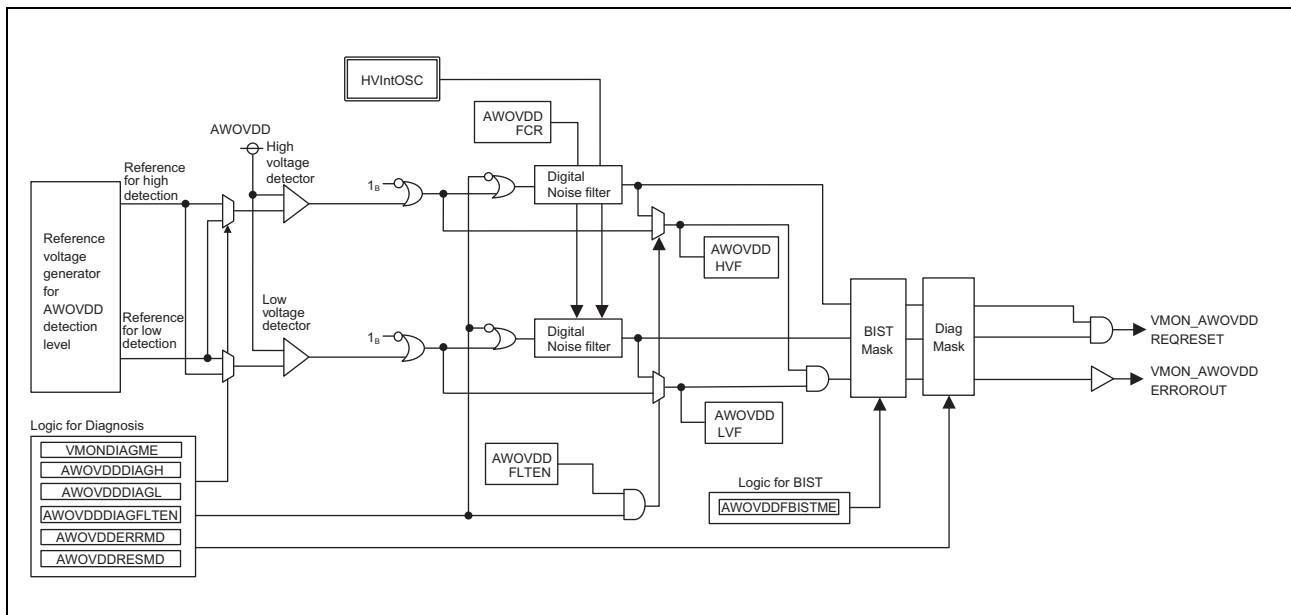 HVIntOSC
AWOVDD
FCR
AWOVDD
High
voltage
detector
Reference
for high
detection
1B
Digital
Noise filter
Reference
voltage
generator
for
AWOVDD
detection
level
AWOVDD
HVF
Reference
for low
detection
Low
voltage
detector
1B
Digital
Noise filter
BIST
Mask
Diag
Mask
VMON_AWOVDD
REQRESET
VMON_AWOVDD
ERROROUT
AWOVDD
LVF
Logic for Diagnosis
VMONDIAGME
AWOVDDDIAGH
AWOVDDDIAGL
AWOVDDDIAGFLTEN
AWOVDDERRMD
AWOVDDRESMD
AWOVDD
FLTEN
Logic for BIST
AWOVDDFBISTME